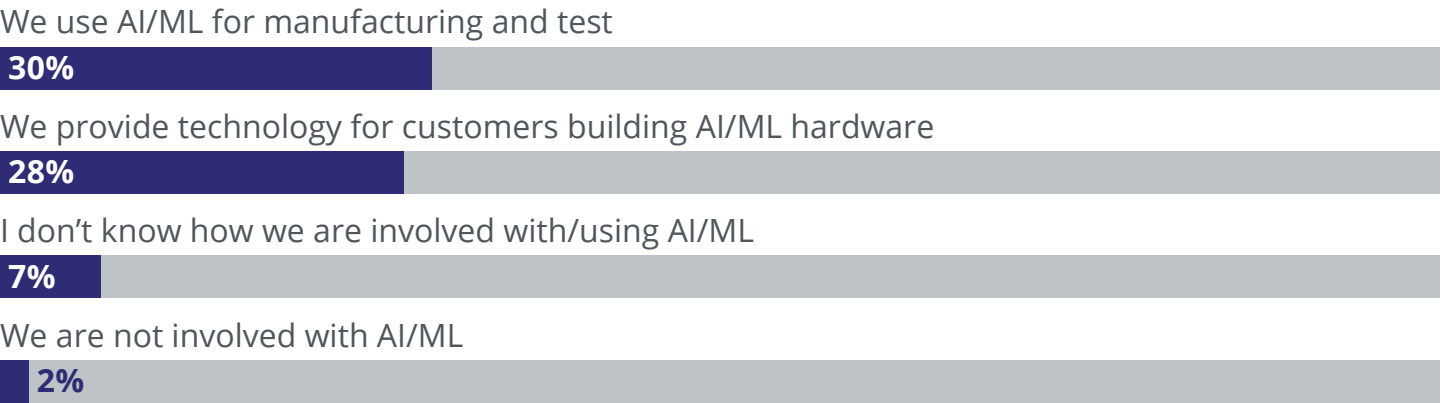 We use AI/ML for manufacturing and test
30%
We provide technology for customers building AI/ML hardware
28%
I don’t know how we are involved with/using AI/ML
7%
We are not involved with AI/ML
2%